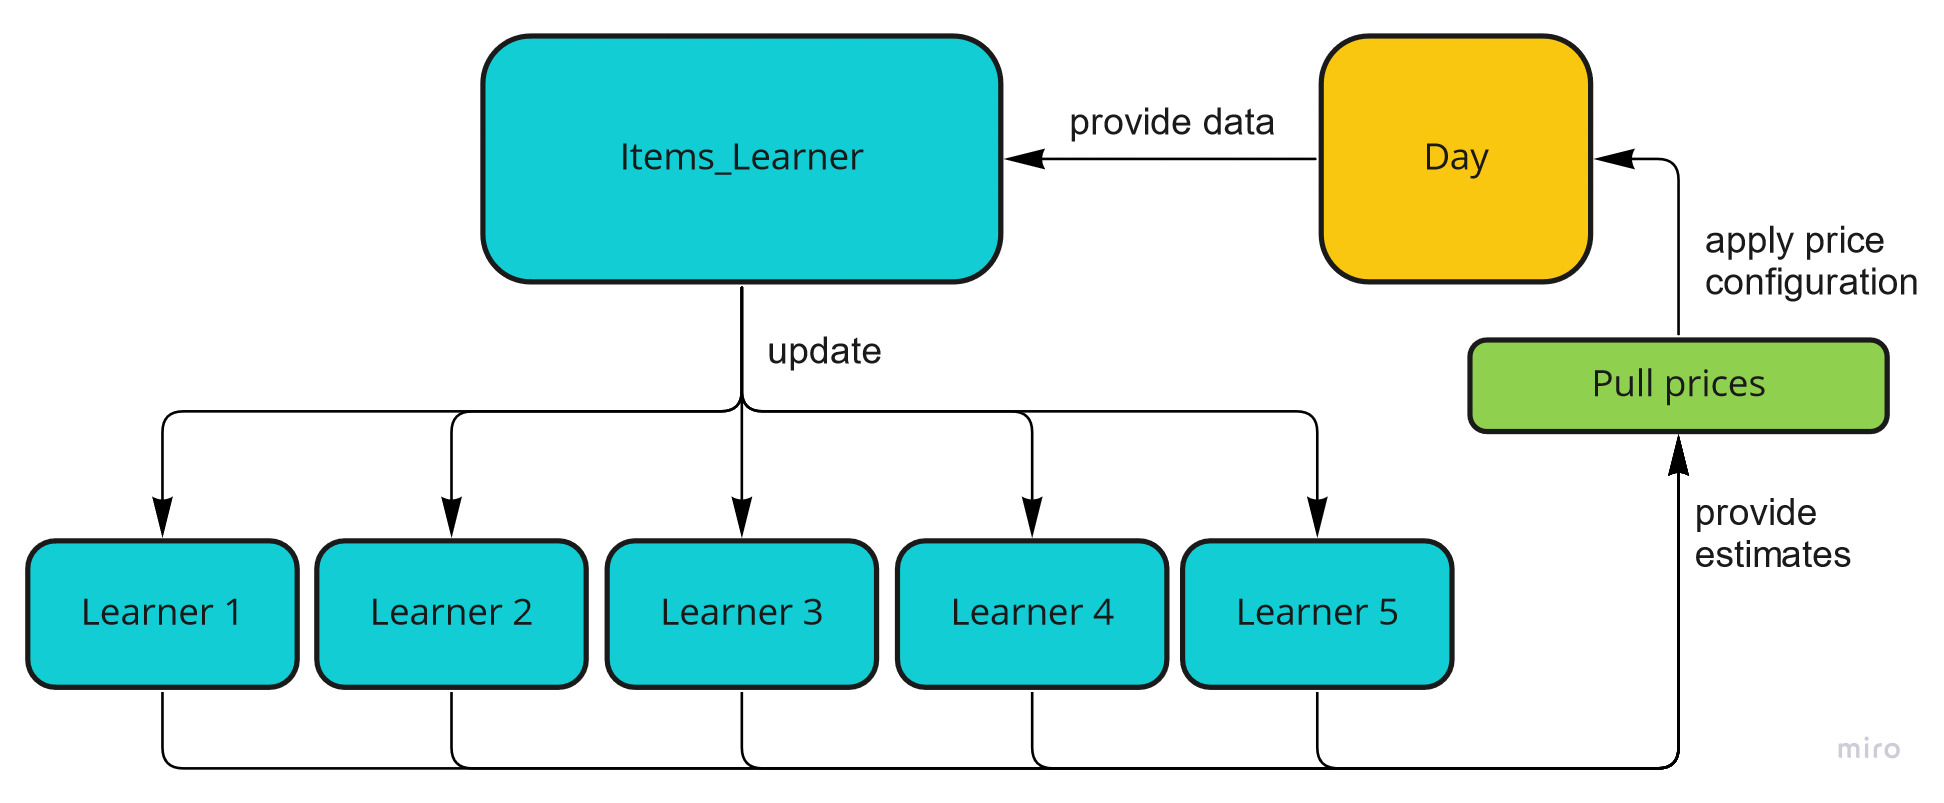 Items_Learner
provide data
Day
apply price
configuration
update
Pull prices
provide
estimates
Learner 1
Learner 2
Learner 3
Learner 4
Learner 5
miro